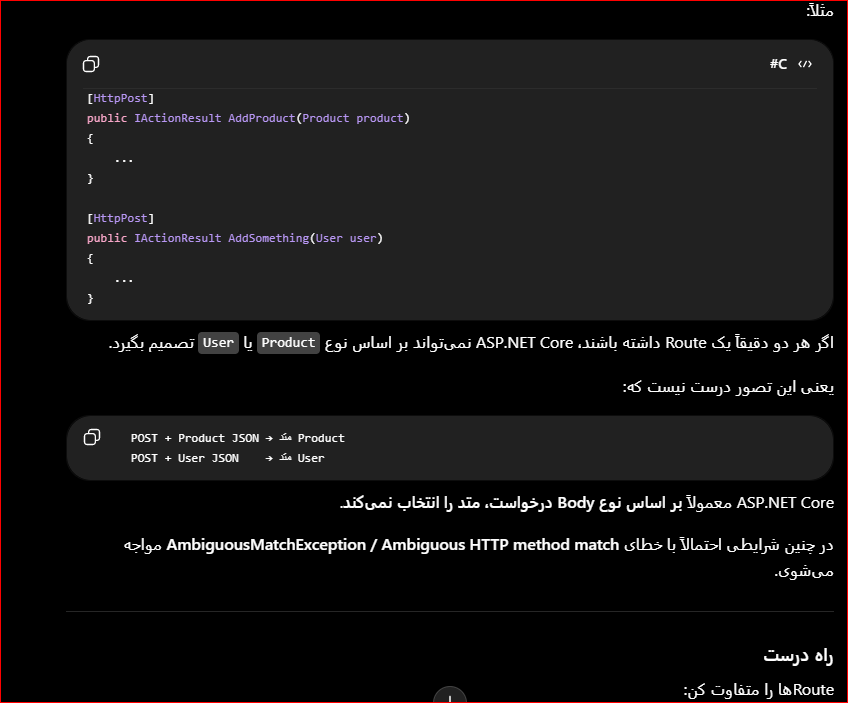 مثلاً:
C#
[HttpPost]
public IActionResult AddProduct(Product product)
{
...
}
[HttpPost]
public IActionResult AddSomething(User user)
{
...
}
اگر هر دو دقیقاً یک Route داشته باشند، ASP.NET Core نمی‌تواند بر اساس نوع Product یا User تصمیم بگیرد.
یعنی این تصور درست نیست که:
POST + Product JSON → متد Product
POST + User JSON → متد User
ASP.NET Core معمولاً بر اساس نوع Body درخواست، متد را انتخاب نمی‌کند.
در چنین شرایطی احتمالاً با خطای AmbiguousMatchException / Ambiguous HTTP method match مواجه
می‌شوی.
راه درست
Routeها را متفاوت کن: